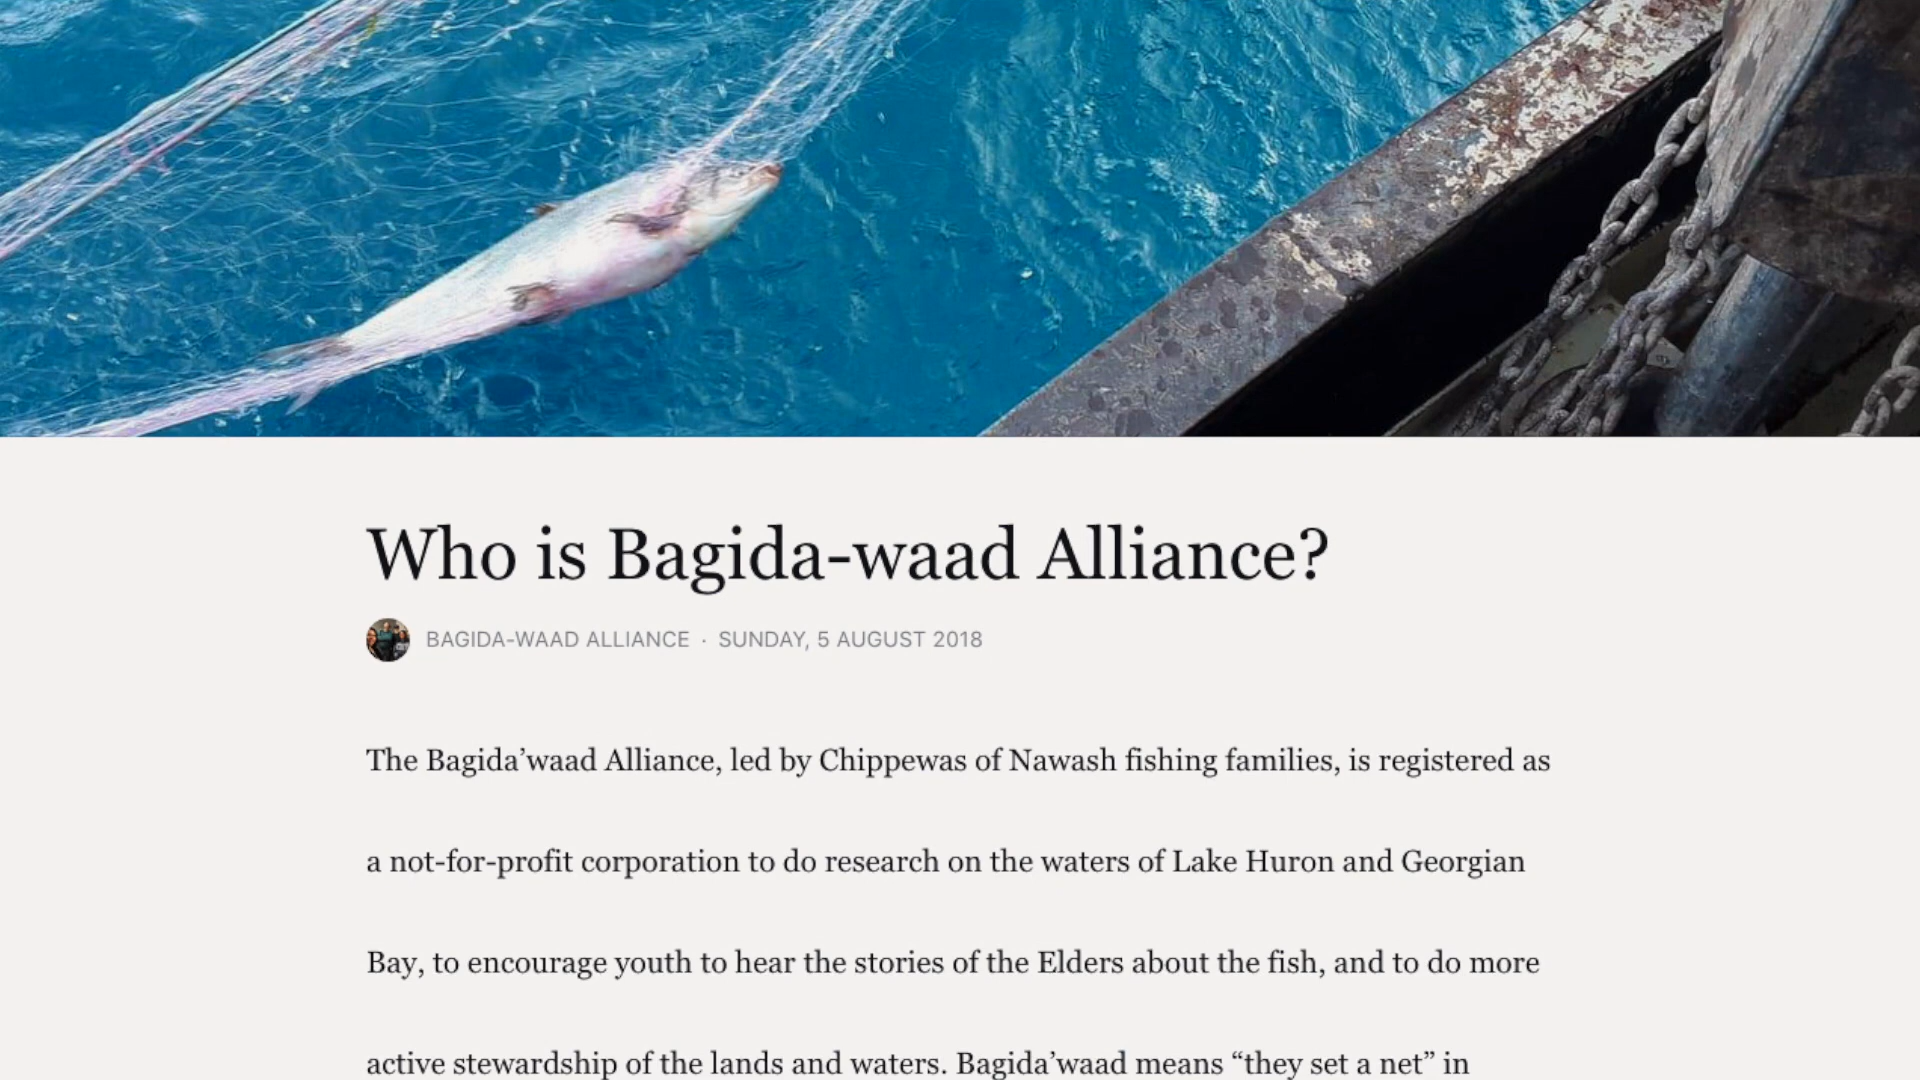 Who is Bagida-waad Alliance?
BAGIDA-WAAD ALLIANCE · SUNDAY, 5 AUGUST 2018
The Bagida’waad Alliance, led by Chippewas of Nawash fishing families, is registered as
a not-for-profit corporation to do research on the waters of Lake Huron and Georgian
Bay, to encourage youth to hear the stories of the Elders about the fish, and to do more
active stewardship of the lands and waters. Bagida’waad means “they set a net” in